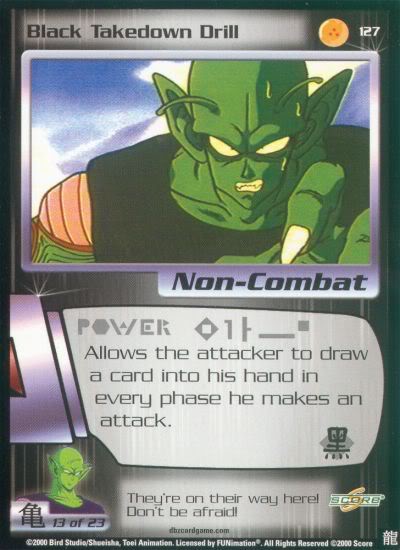 Black Takedown Drill
127
Non-Combat
POWER
Allows the attacker to draw
a card into his hand in
every phase he makes an
attack.
黒
They're on their way here!
Don't be afraid!
SCORE
亀 13 of 23
dbzcardgame.com
©2000 Bird Studio/Shueisha, Toei Animation. Licensed by FUNimation®. All Rights Reserved ©2000 Score
龍